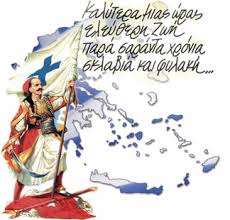 Καλύτερα μιας ώρας
ελεύθερη ζωή
παρά σαράντα χρόνια
σκλαβιά και φυλακή...